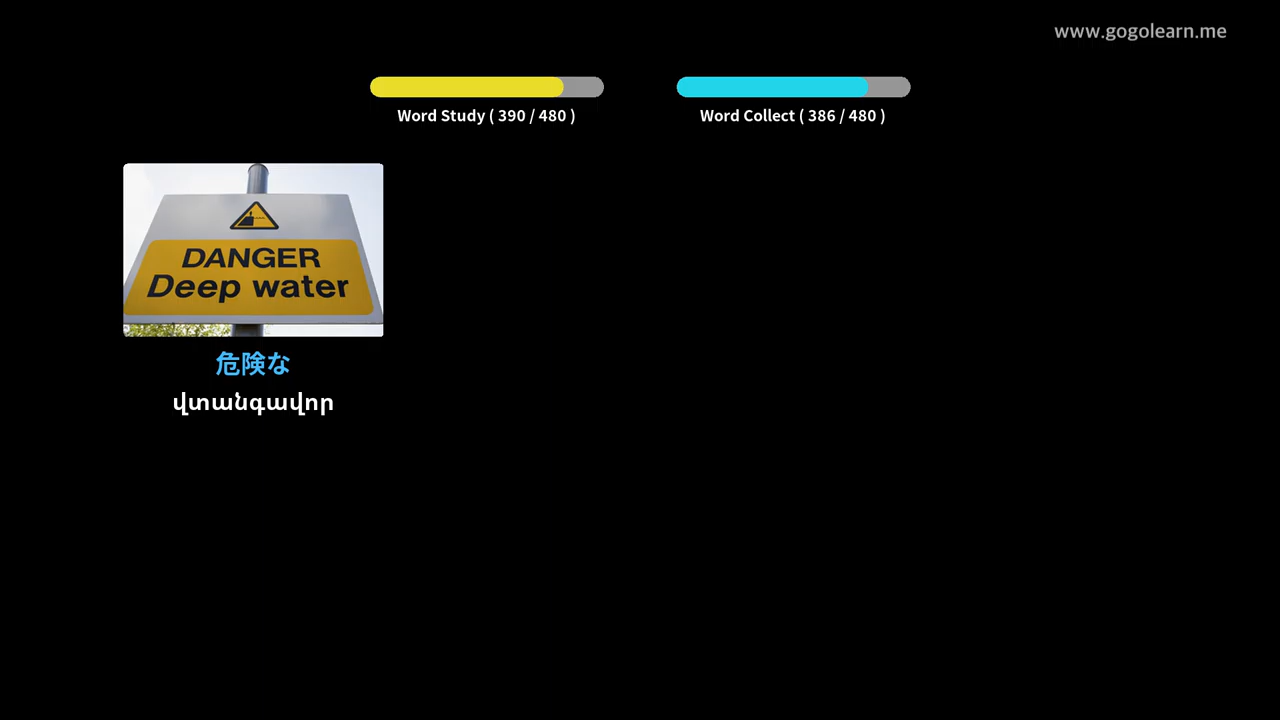 www.gogolearn.me
Word Study ( 390 / 480 )
Word Collect ( 386 / 480 )
DANGER
Deep water
危険な
վտանգավոր